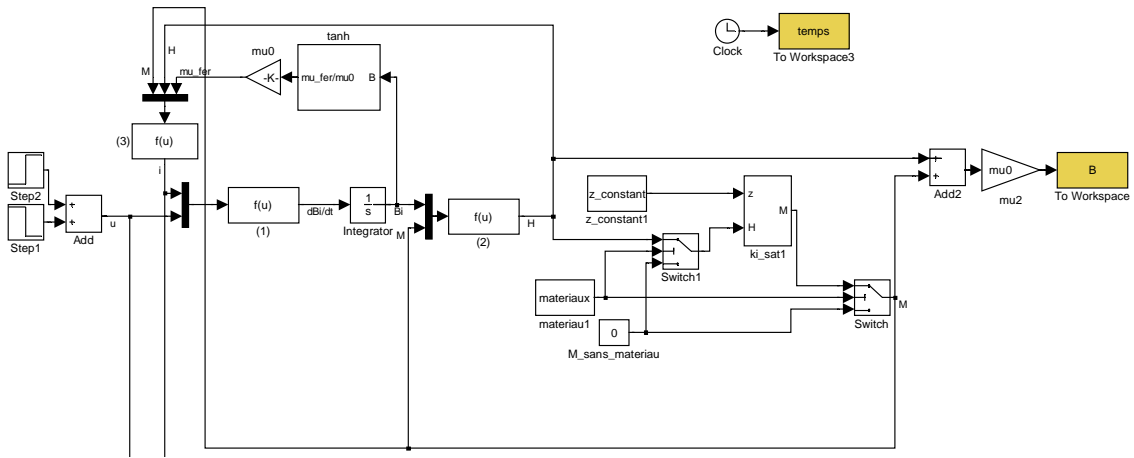 tanh
mu0
H
M
mu_fer
-K-
mu_fer/mu0
B
Clock
temps
To Workspace3
f(u)
(3)
i
Step2
+
+
Step1
Add
u
f(u)
(1)
dBi/dt
1
s
Integrator
Bi
M
f(u)
(2)
H
z_constant
z_constant1
z
H
M
ki_sat1
Switch1
materiaux
materiau1
0
M_sans_materiau
Switch
M
+
+
Add2
mu0
mu2
B
To Workspace